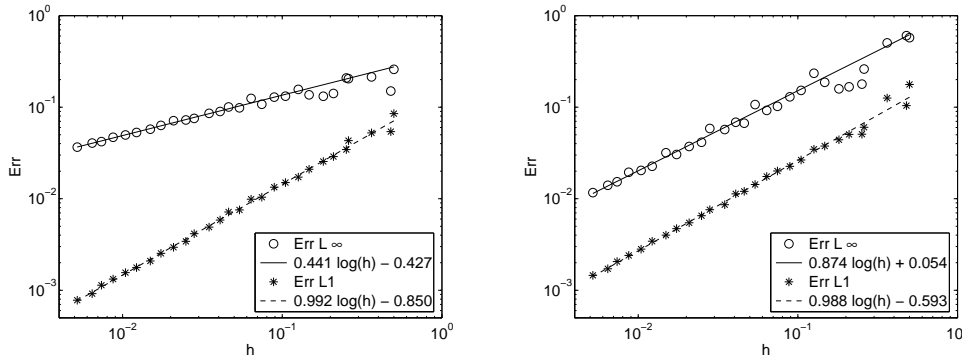 10^0
10^-1
10^-2
10^-3
Err
10^-2
10^-1
10^0
h
Err L ∞
0.441 log(h) − 0.427
Err L1
0.992 log(h) − 0.850
10^0
10^-1
10^-2
10^-3
Err
10^-2
10^-1
10^0
h
Err L ∞
0.874 log(h) + 0.054
Err L1
0.988 log(h) − 0.593